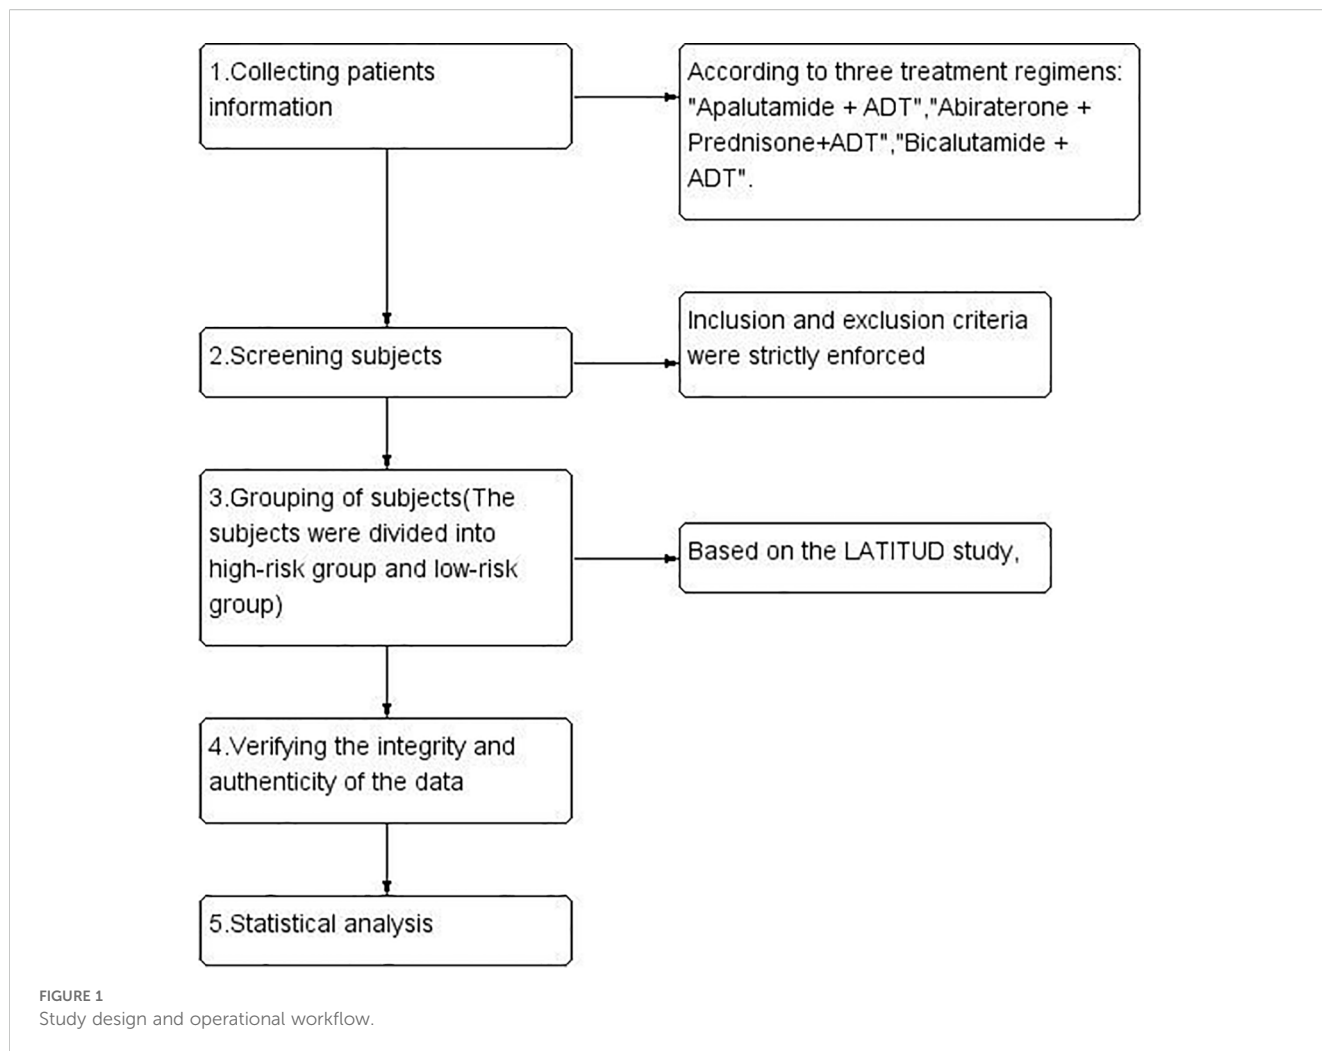 1.Collecting patients
information
According to three treatment regimens:
"Apalutamide + ADT","Abiraterone +
Prednisone+ADT","Bicalutamide +
ADT".
2.Screening subjects
Inclusion and exclusion criteria
were strictly enforced
3.Grouping of subjects(The
subjects were divided into
high-risk group and low-risk
group)
Based on the LATITUD study,
4.Verifying the integrity and
authenticity of the data
5.Statistical analysis
FIGURE 1
Study design and operational workflow.